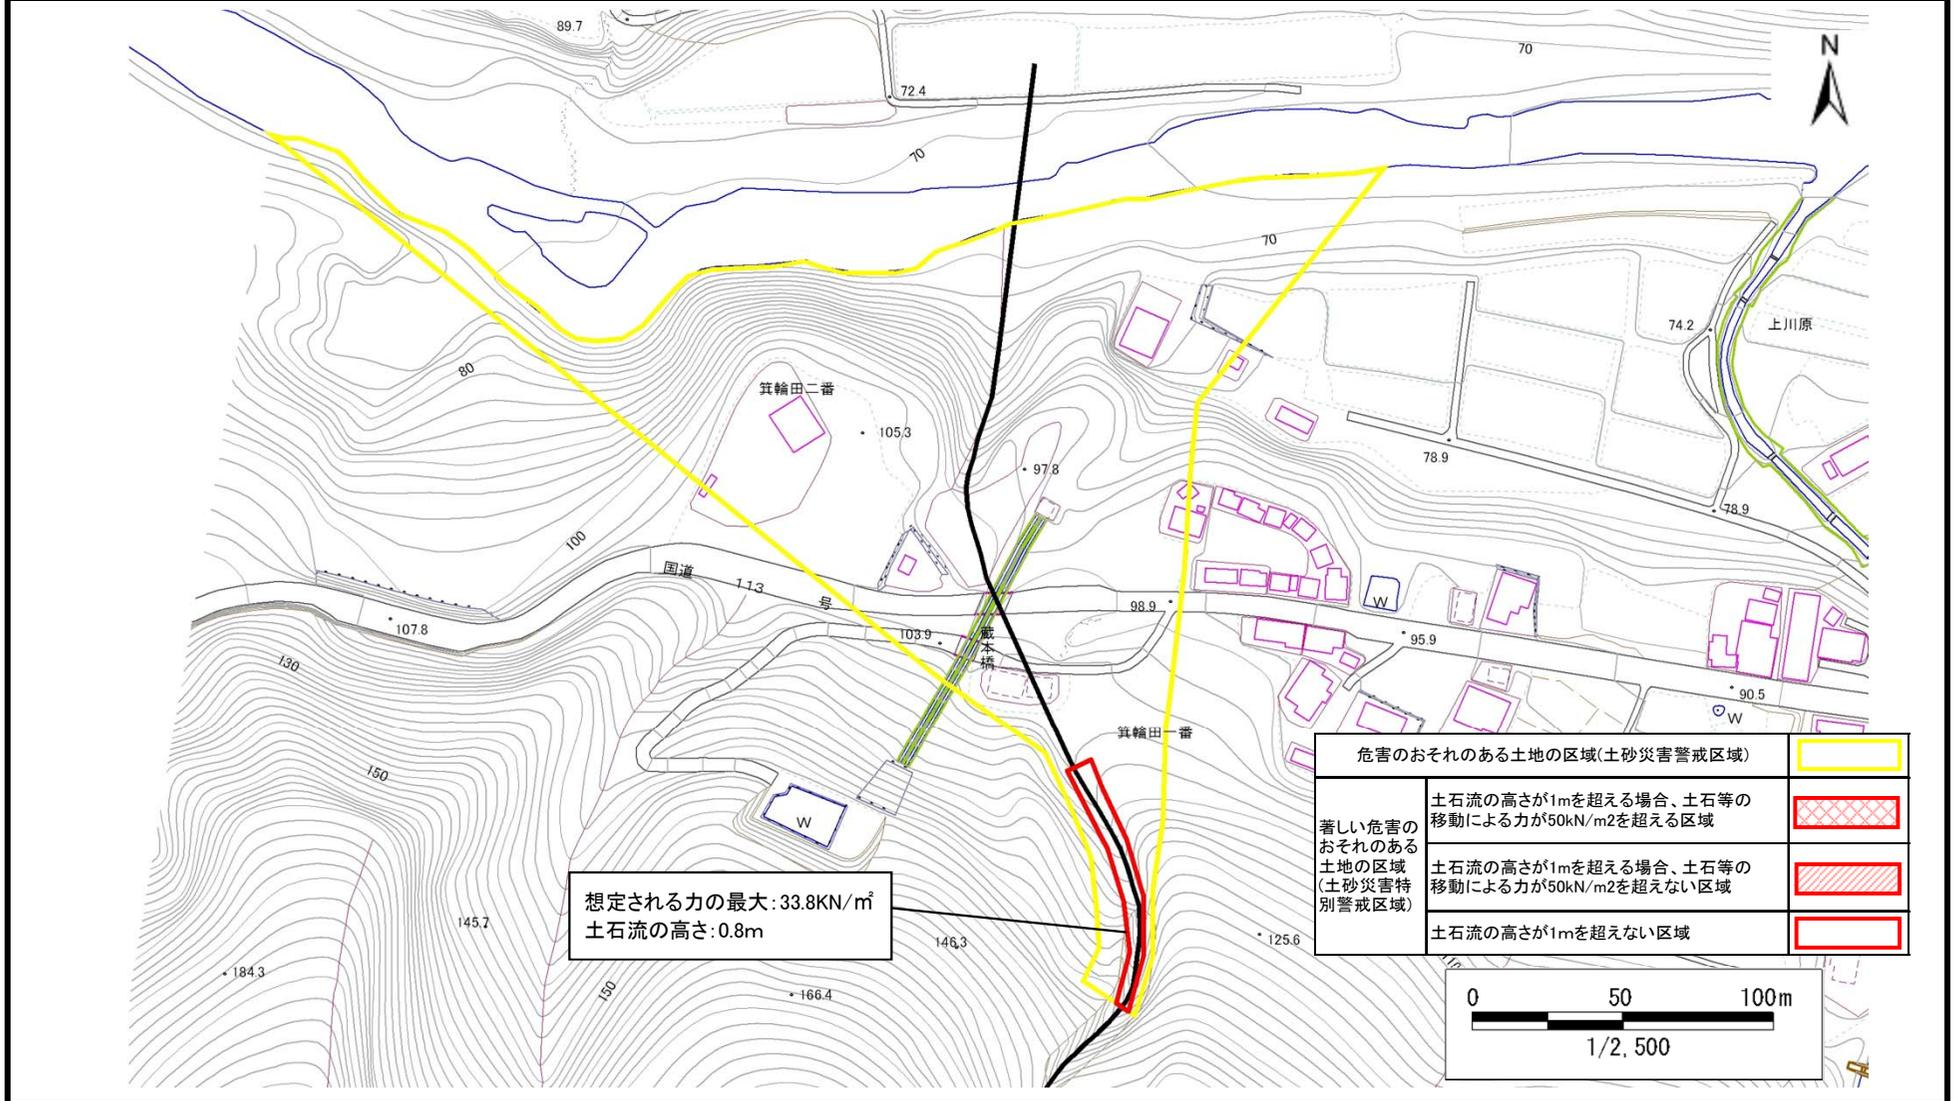 89.7
70
N
72.4
70
70
74.2
上川原
80
箕輪田二番
105.3
97.8
78.9
78.9
100
国道
113
号
98.9
W
107.8
103.9
蔵本橋
95.9
130
90.5
W
箕輪田一番
150
W
危害のおそれのある土地の区域(土砂災害警戒区域)
著しい危害の
おそれのある
土地の区域
(土砂災害特
別警戒区域)
土石流の高さが1mを超える場合、土石等の
移動による力が50kN/m2を超える区域
土石流の高さが1mを超える場合、土石等の
移動による力が50kN/m2を超えない区域
土石流の高さが1mを超えない区域
想定される力の最大:33.8KN/㎡
土石流の高さ:0.8m
145.7
146.3
125.6
184.3
150
166.4
0 50 100m
1/2,500